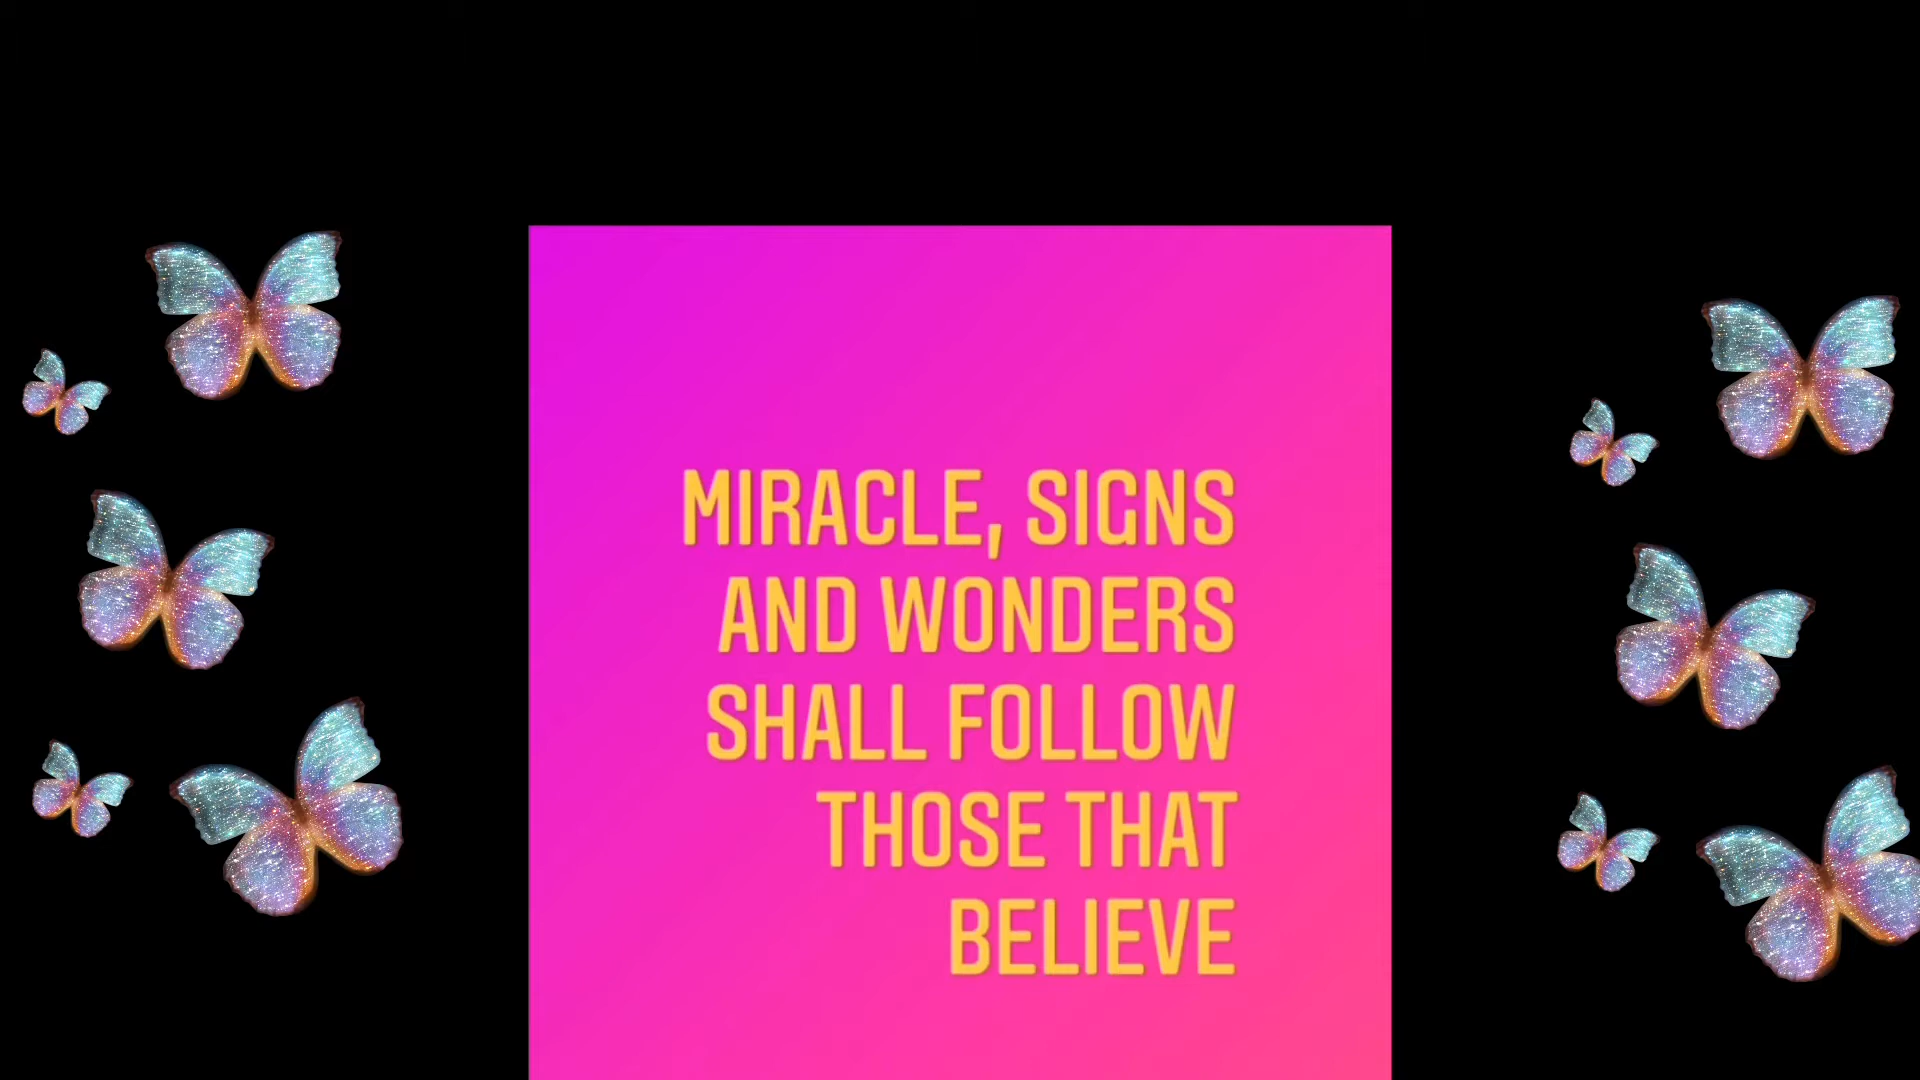 MIRACLE, SIGNS
AND WONDERS
SHALL FOLLOW
THOSE THAT
BELIEVE